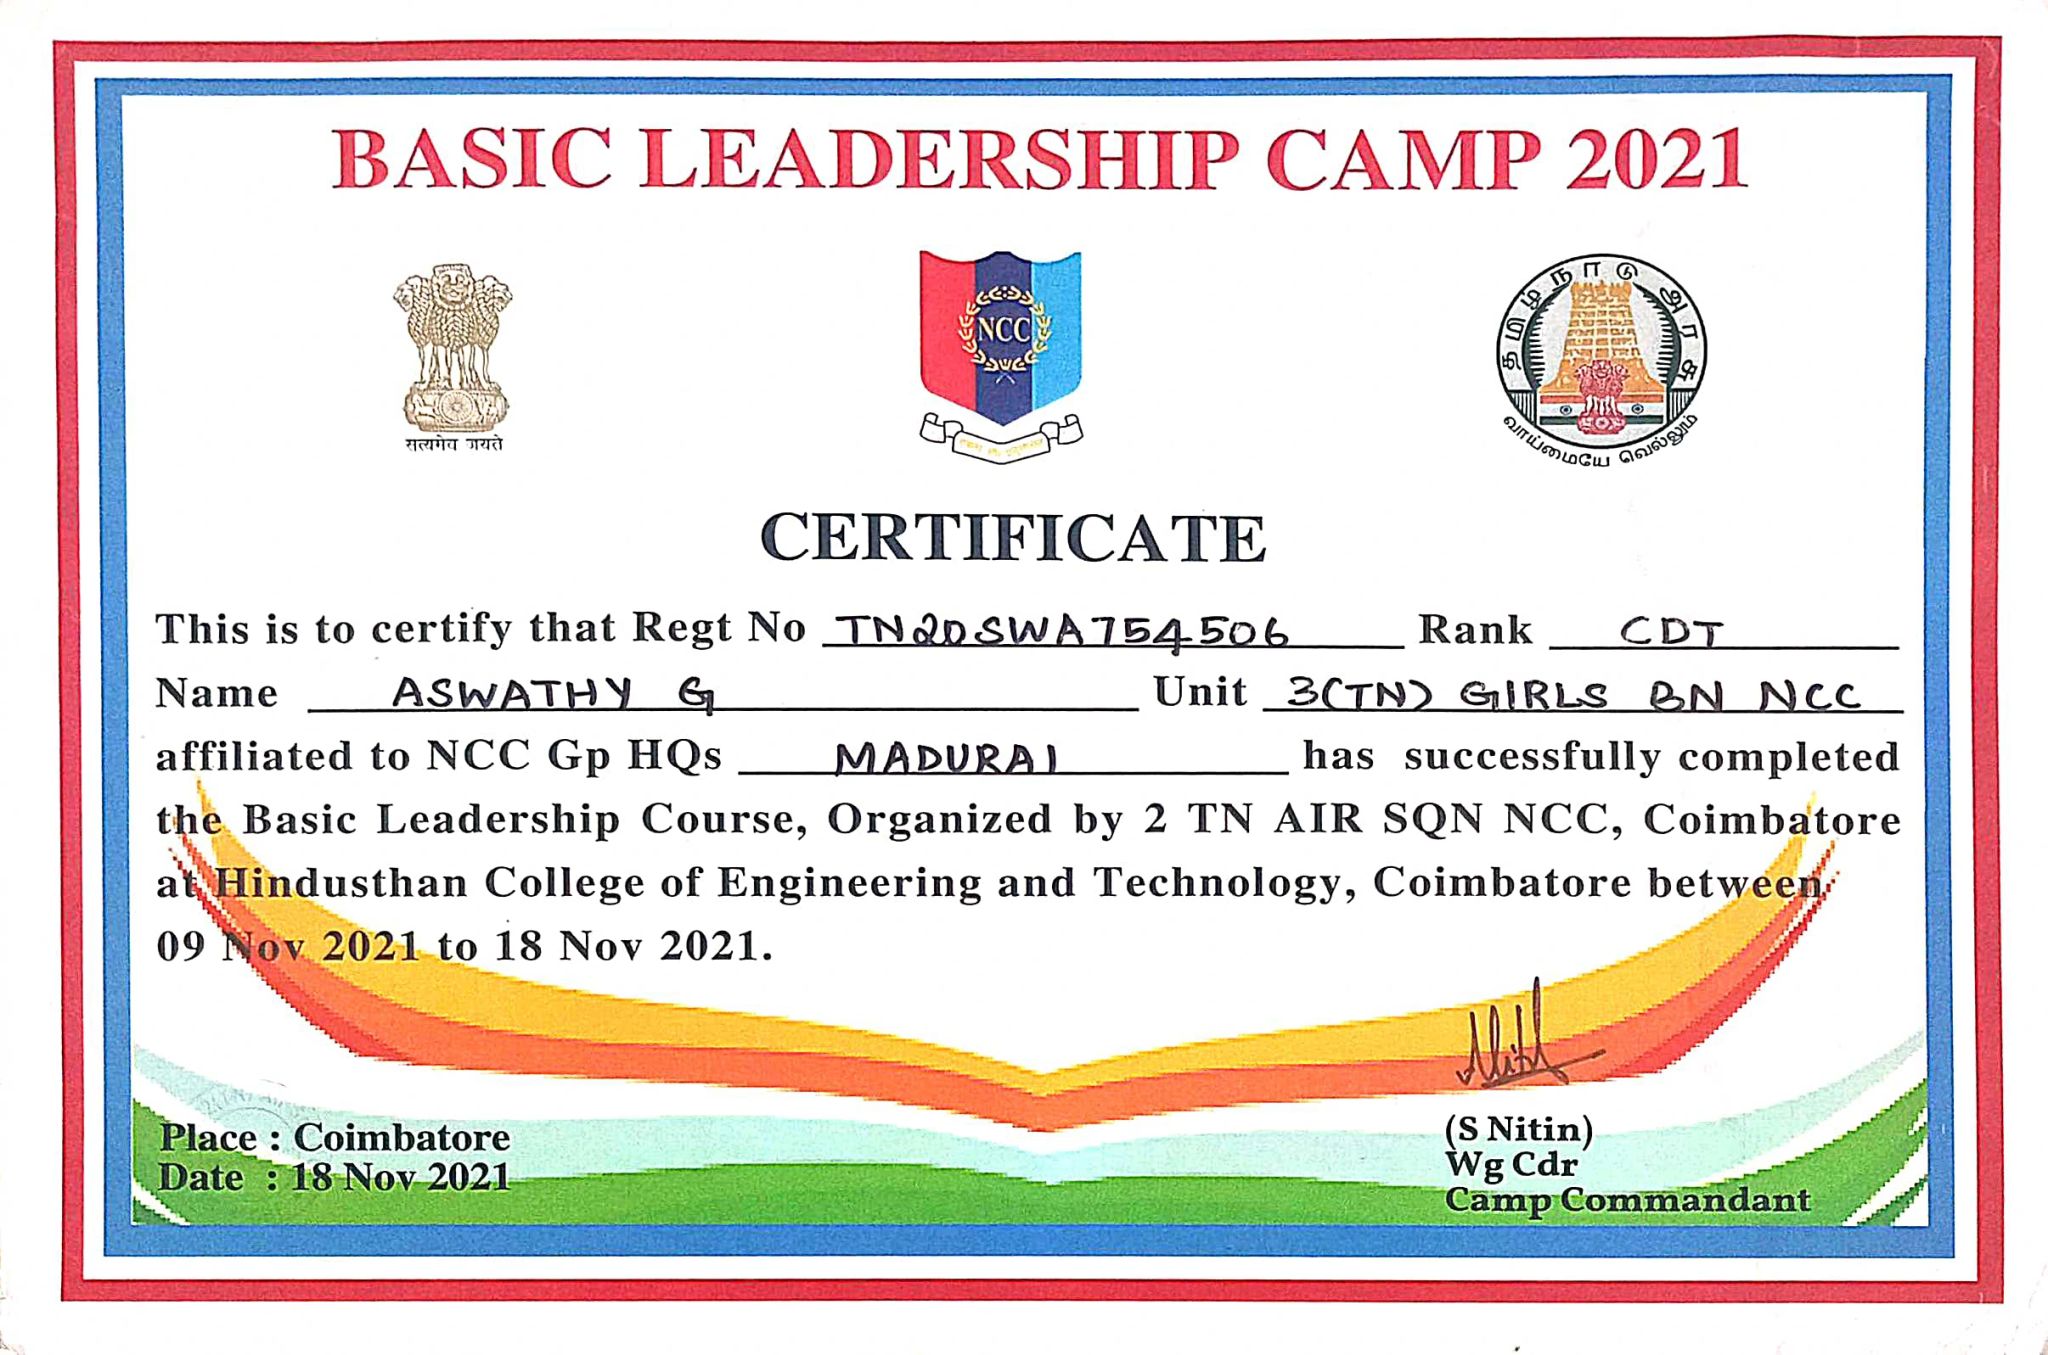 BASIC LEADERSHIP CAMP 2021
सत्यमेव जयते
NCC
தமிழ்நாடு அரசு
வாய்மையே வெல்லும்
CERTIFICATE
This is to certify that Regt No TN20SWA754506 Rank CDT
Name ASWATHY G Unit 3(TN) GIRLS BN NCC
affiliated to NCC Gp HQs MADURAI has successfully completed
the Basic Leadership Course, Organized by 2 TN AIR SQN NCC, Coimbatore
at Hindusthan College of Engineering and Technology, Coimbatore between
09 Nov 2021 to 18 Nov 2021.
Place : Coimbatore
Date : 18 Nov 2021
(S Nitin)
Wg Cdr
Camp Commandant